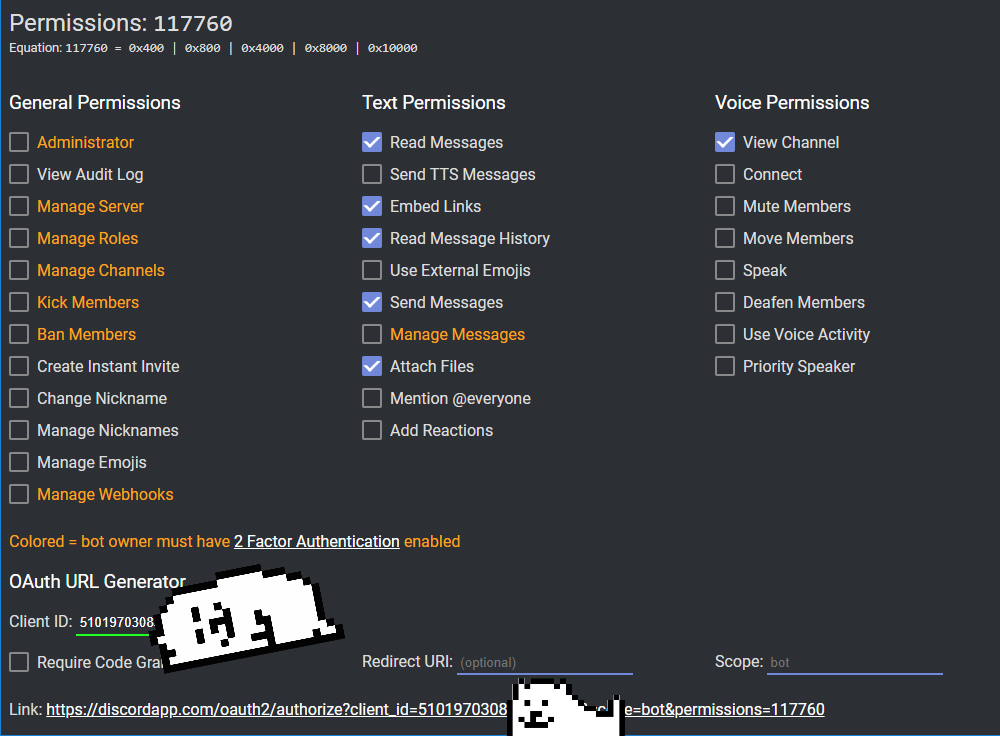 Permissions: 117760
Equation: 117760 = 0x400 | 0x800 | 0x4000 | 0x8000 | 0x10000
General Permissions
Administrator
View Audit Log
Manage Server
Manage Roles
Manage Channels
Kick Members
Ban Members
Create Instant Invite
Change Nickname
Manage Nicknames
Manage Emojis
Manage Webhooks
Text Permissions
Read Messages
Send TTS Messages
Embed Links
Read Message History
Use External Emojis
Send Messages
Manage Messages
Attach Files
Mention @everyone
Add Reactions
Voice Permissions
View Channel
Connect
Mute Members
Move Members
Speak
Deafen Members
Use Voice Activity
Priority Speaker
Colored = bot owner must have 2 Factor Authentication enabled
OAuth URL Generator
Client ID: 5101970308
Require Code
Redirect URI: (optional)
Scope: bot
Link: https://discordapp.com/oauth2/authorize?client_id=5101970308 e=bot&permissions=117760